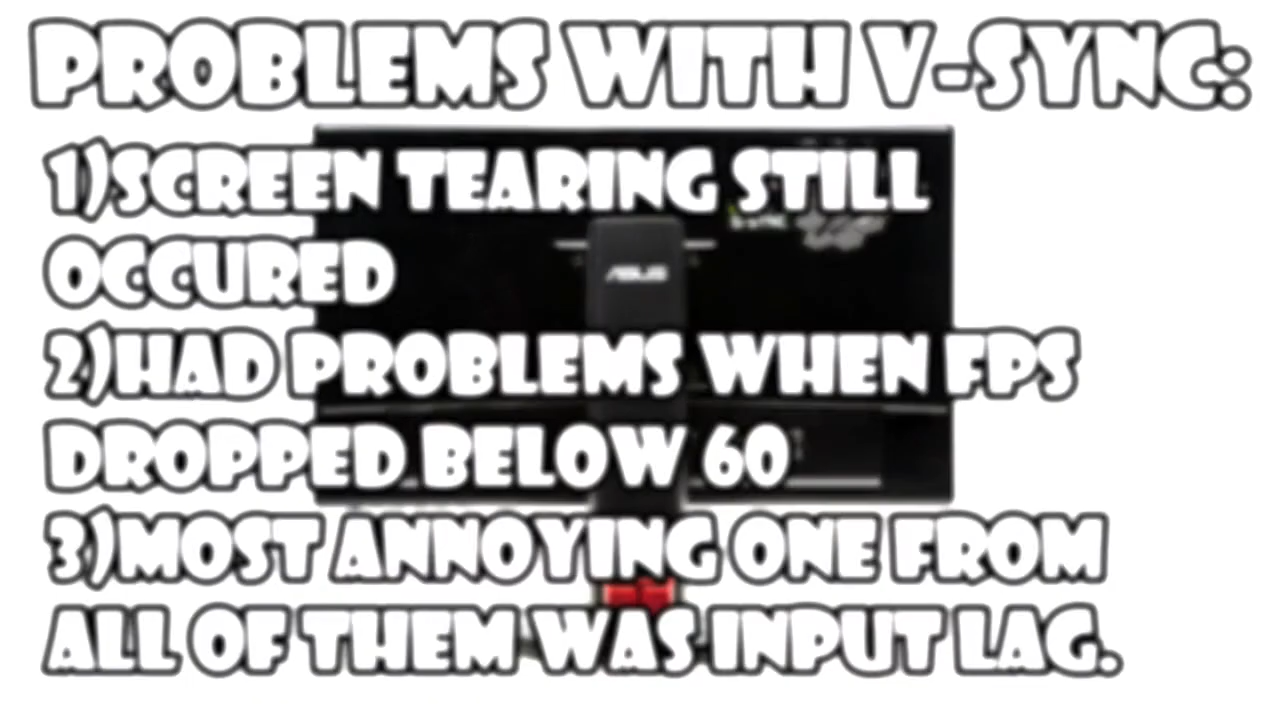 PROBLEMS WITH V-SYNC:
1)SCREEN TEARING STILL
OCCURED
2)HAD PROBLEMS WHEN FPS
DROPPED BELOW 60
3)MOST ANNOYING ONE FROM
ALL OF THEM WAS INPUT LAG.
ASUS